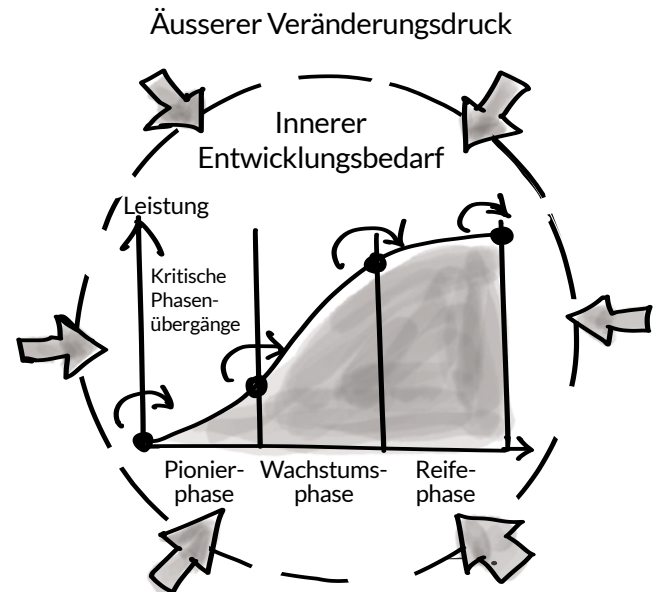 Äusserer Veränderungsdruck
Innerer
Entwicklungsbedarf
Leistung
Kritische
Phasen-
übergänge
Pionier-
phase
Wachstums-
phase
Reife-
phase